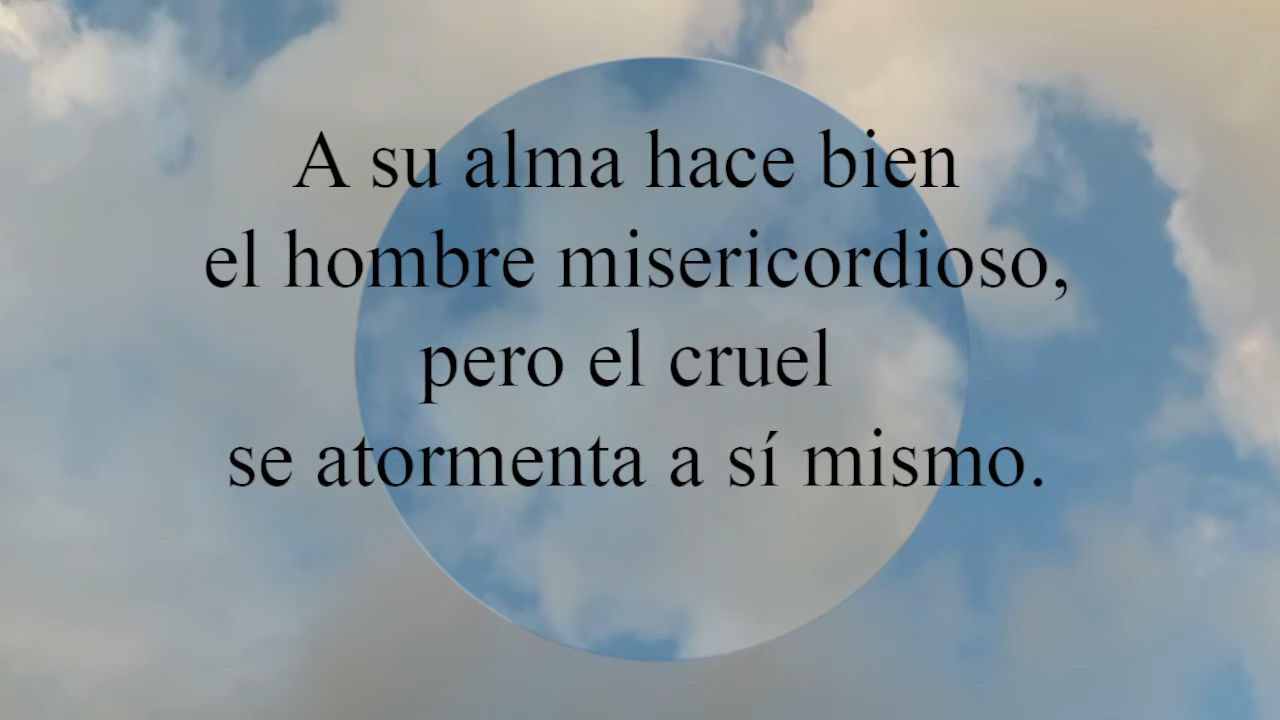 A su alma hace bien
el hombre misericordioso,
pero el cruel
se atormenta a sí mismo.